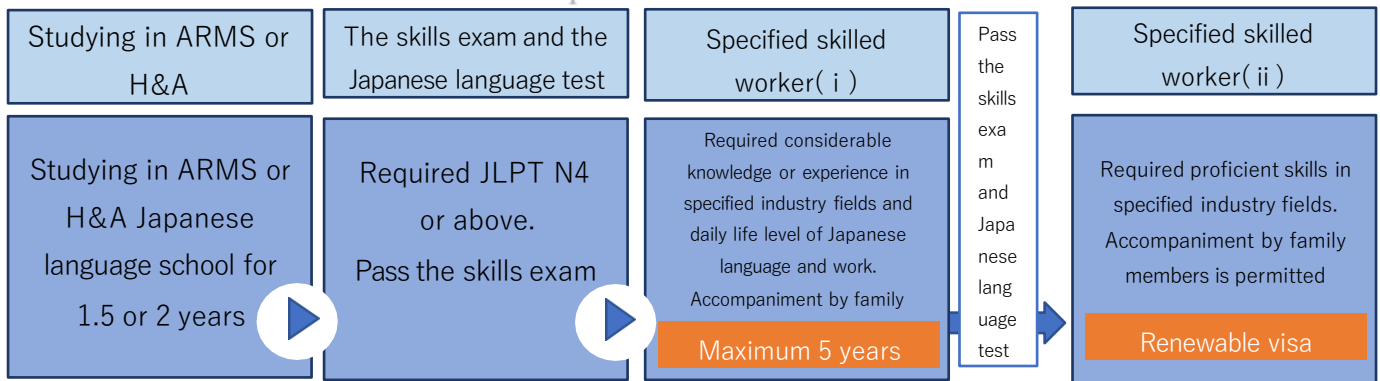 Studying in ARMS or
H&A
Studying in ARMS or
H&A Japanese
language school for
1.5 or 2 years
The skills exam and the
Japanese language test
Required JLPT N4
or above.
Pass the skills exam
Specified skilled
worker(ⅰ)
Required considerable
knowledge or experience in
specified industry fields and
daily life level of Japanese
language and work.
Accompaniment by family
Maximum 5 years
Pass
the
skills
exa
m
and
Japa
nese
lang
uage
test
Specified skilled
worker(ⅱ)
Required proficient skills in
specified industry fields.
Accompaniment by family
members is permitted
Renewable visa